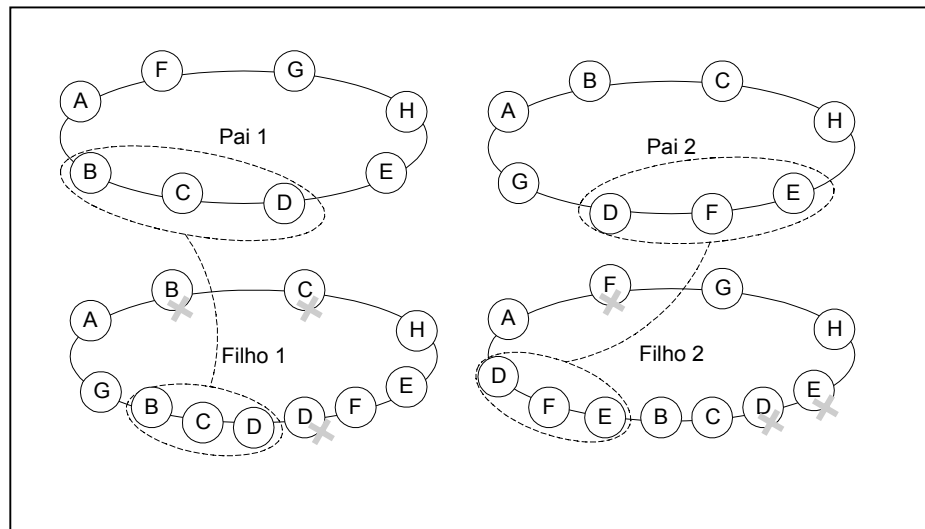 F G
A H
Pai 1
B C D E
B C
A H
Pai 2
G D F E
B C
A H
Filho 1
G B C D D F E
F G
A H
Filho 2
D F E B C D E